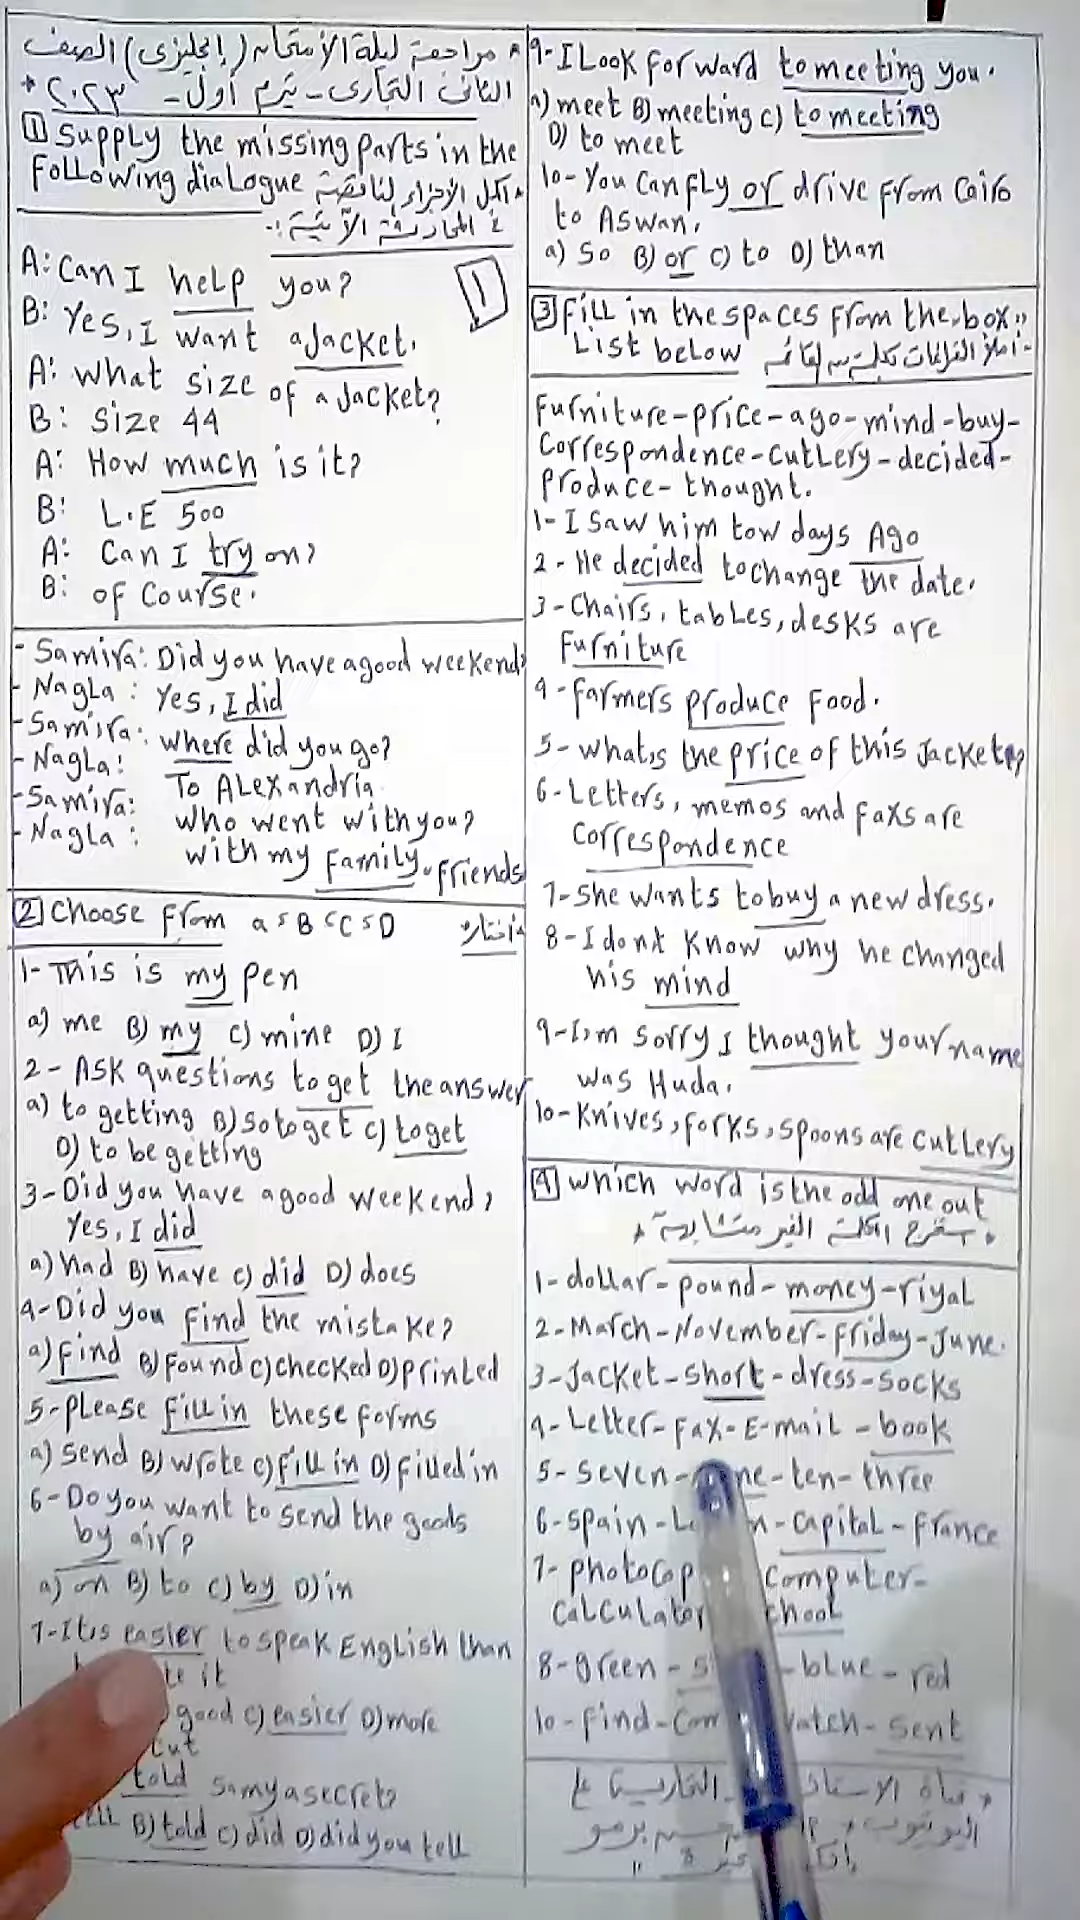 * مراجعة ليلة الامتحان (إنجليزى) الصف
الثانى التجارى - ترم أول - ٢٠٢٣ *
1 Supply the missing parts in the
Following dialogue أكمل الأجزاء الناقصة
فى المحادثة الآتية :-
A: Can I help you?
B: Yes, I want a Jacket.
A: What size of a Jacket?
B: Size 44
A: How much is it?
B: L.E 500
A: Can I try on?
B: of Course.
١
- Samira: Did you have a good weekend?
- Nagla: Yes, I did
- Samira: Where did you go?
- Nagla: To Alexandria.
- Samira: Who went with you?
- Nagla: With my Family. Friends
2 Choose From a, B, C, D أختار
1- This is my pen
a) me B) my c) mine D) I
2- Ask questions to get the answer
a) to getting B) so to get c) to get
D) to be getting
3- Did you have a good weekend?
Yes, I did
a) had B) have c) did D) does
4- Did you find the mistake?
a) find B) Found c) checked D) printed
5- please fill in these forms
a) send B) wrote c) fill in D) filled in
6- Do you want to send the goods
by air?
a) on B) to c) by D) in
7- It,s easier to speak English than
it
good c) easier D) more
told Samy a secret?
B) told c) did D) did you tell
9- I Look forward to meeting you.
a) meet B) meeting c) to meeting
D) to meet
10- You can fly or drive from Cairo
to Aswan.
a) So B) or c) to D) than
3 Fill in the spaces from the box
List below
Furniture - price - ago - mind - buy -
Correspondence - cutlery - decided -
produce - thought.
1- I saw him tow days Ago
2- He decided to change the date.
3- Chairs, tables, desks are
Furniture
4- Farmers produce Food.
5- What,s the price of this Jacket?
6- Letters, memos and Faxs are
Correspondence
7- She wants to buy a new dress.
8- I don't know why he changed
his mind
9- I,m sorry I thought your name
was Huda.
10- Knives, forks, spoons are cutlery
4 Which word is the odd one out
استخرج الكلمة الغير متشابهة
1- dollar - pound - money - riyal
2- March - November - Friday - June.
3- Jacket - short - dress - socks
4- Letter - Fax - E-mail - book
5- Seven - - ten - three
6- Spain - - capital - France
7- computer -
8- green - - blue - red
10- find - - Sent